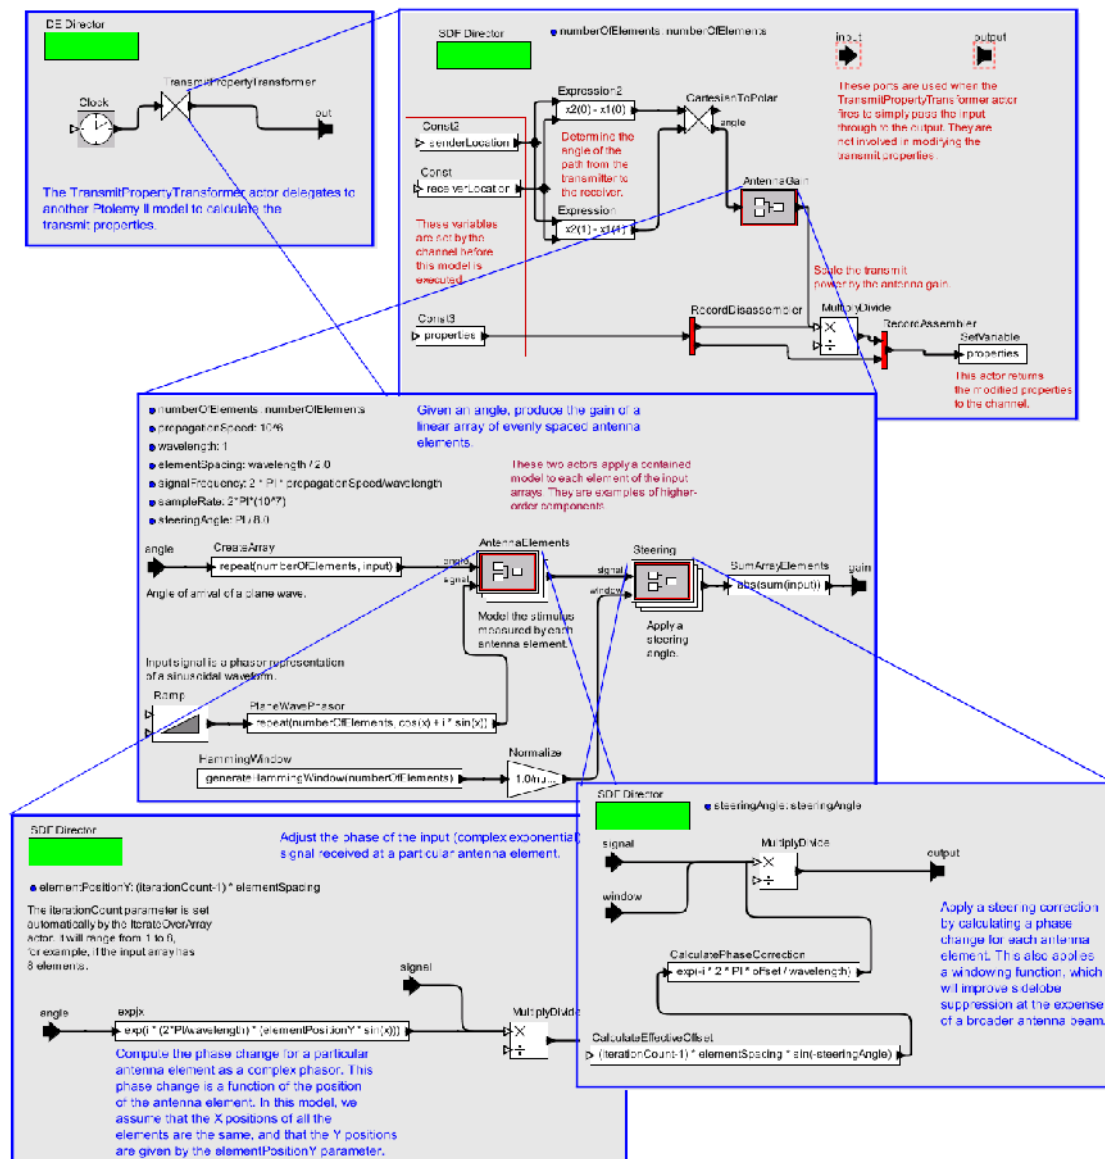 DE Director
TransmitPropertyTransformer
Clock
out
The TransmitPropertyTransformer actor delegates to
another Ptolemy II model to calculate the
transmit properties.
SDF Director
numberOfElements: numberOfElements
input
output
These ports are used when the
TransmitPropertyTransformer actor
fires to simply pass the input
through to the output. They are
not involved in modifying the
transmit properties.
Expression2
x2(0) - x1(0)
CartesianToPolar
angle
Const2
senderLocation
Determine the
angle of the
path from the
transmitter to
the receiver.
Const
receiverLocation
Expression
x2(1) - x1(1)
AntennaGain
These variables
are set by the
channel before
this model is
executed.
Scale the transmit
power by the antenna gain.
Const3
properties
RecordDisassembler
MultiplyDivide
RecordAssembler
SetVariable
properties
This actor returns
the modified properties
to the channel.
numberOfElements: numberOfElements
propagationSpeed: 10^6
wavelength: 1
elementSpacing: wavelength / 2.0
signalFrequency: 2 * PI * propagationSpeed/wavelength
sampleRate: 2*PI*(10^7)
steeringAngle: PI / 8.0
Given an angle, produce the gain of a
linear array of evenly spaced antenna
elements.
These two actors apply a contained
model to each element of the input
arrays. They are examples of higher-
order components
angle
CreateArray
repeat(numberOfElements, input)
Angle of arrival of a plane wave.
AntennaElements
angle
signal
Model the stimulus
measured by each
antenna element.
Steering
signal
window
Apply a
steering
angle.
SumArrayElements
abs(sum(input))
gain
Input signal is a phasor representation
of a sinusoidal waveform.
Ramp
PlaneWavePhasor
repeat(numberOfElements, cos(x) + i * sin(x))
HammingWindow
generateHammingWindow(numberOfElements)
Normalize
1.0/nu...
SDF Director
Adjust the phase of the input (complex exponential)
signal received at a particular antenna element.
elementPositionY: (iterationCount-1) * elementSpacing
The iterationCount parameter is set
automatically by the IterateOverArray
actor. It will range from 1 to 8,
for example, if the input array has
8 elements.
signal
angle
expjx
exp(i * (2*PI/wavelength) * (elementPositionY * sin(x)))
MultiplyDivide
Compute the phase change for a particular
antenna element as a complex phasor. This
phase change is a function of the position
of the antenna element. In this model, we
assume that the X positions of all the
elements are the same, and that the Y positions
are given by the elementPositionY parameter.
SDF Director
steeringAngle: steeringAngle
signal
window
MultiplyDivide
output
Apply a steering correction
by calculating a phase
change for each antenna
element. This also applies
a windowing function, which
will improve sidelobe
suppression at the expense
of a broader antenna beam.
CalculatePhaseCorrection
exp(-i * 2 * PI * offset / wavelength)
CalculateEffectiveOffset
(iterationCount-1) * elementSpacing * sin(-steeringAngle)